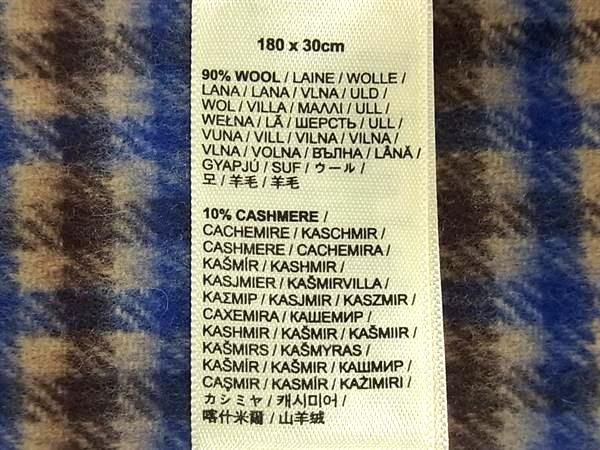 180 x 30cm
90% WOOL / LAINE / WOLLE /
LANA / LANA / VLNA / ULD /
WOL / VILLA / ΜΑΛΛΙ / ULL /
WEŁNA / LÃ / ШЕРСТЬ / ULL /
VUNA / VILL / VILNA / VILNA /
VLNA / VOLNA / ВЪЛНА / LÂNĂ /
GYAPJÚ / SUF / ウール /
모 / 羊毛 / 羊毛
10% CASHMERE /
CACHEMIRE / KASCHMIR /
CASHMERE / CACHEMIRA /
KAŠMÍR / KASHMIR /
KASJMIER / KAŠMIRVILLA /
ΚΑΣΜΙΡ / KASJMIR / KASZMIR /
CAXEMIRA / КАШЕМИР /
KASHMIR / KAŠMIR / KAŠMIIR /
KAŠMIRS / KAŠMYRAS /
KAŠMÍR / KAŠMIR / КАШМИР /
CAŞMIR / KASMÍR / KAŻIMIRI /
カシミヤ / 캐시미어 /
喀什米爾 / 山羊绒